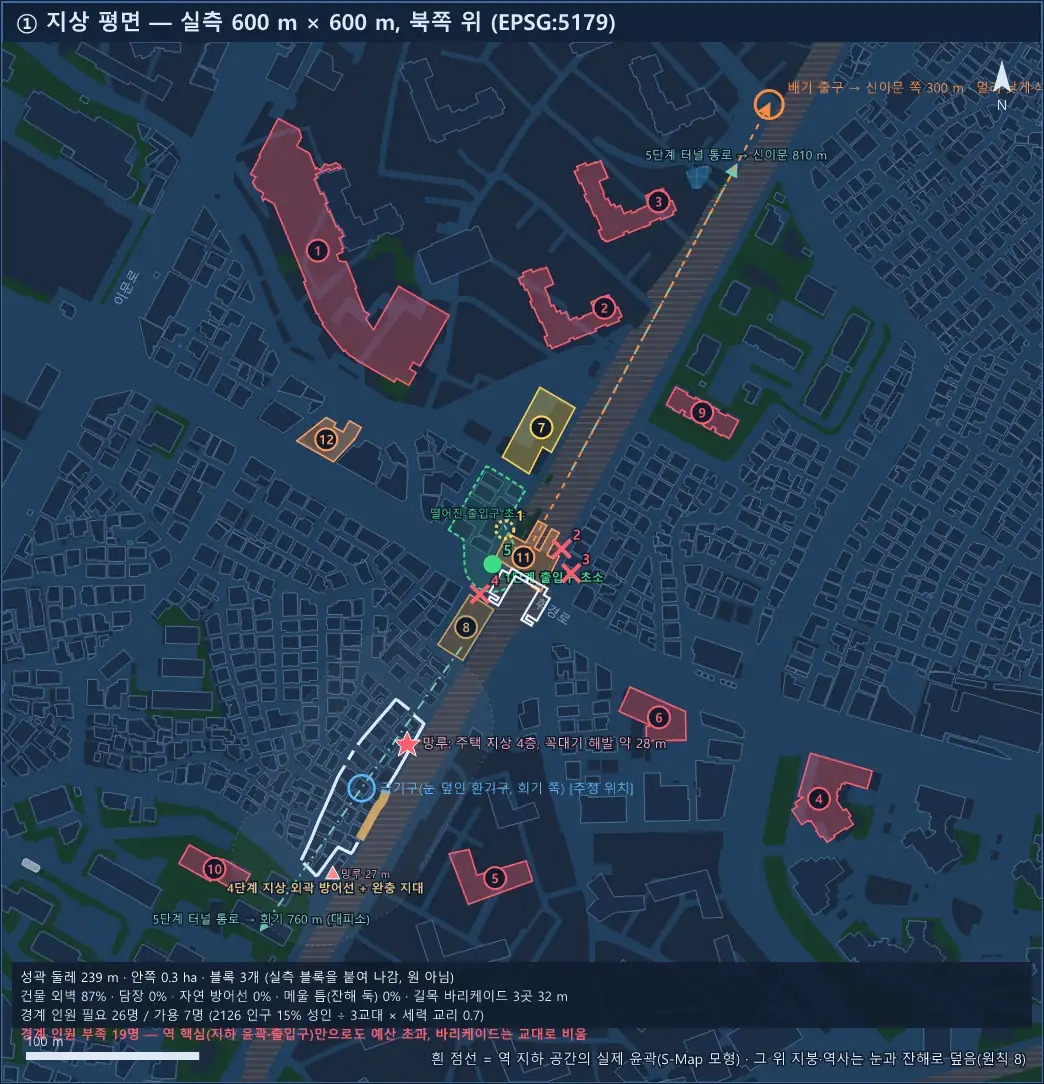 ① 지상 평면 — 실측 600 m × 600 m, 북쪽 위 (EPSG:5179)
배기 출구 → 신이문 쪽 300 m · 멀리
N
5단계 터널 통로 → 신이문 810 m
3
1
이문로
2
9
7
12
떨어진 출입구 초소
1
2
5
11
3
4
출입구 초소
경로
8
6
망루: 주택 지상 4층, 꼭대기 해발 약 28 m
(눈 덮인 환기구, 회기 쪽) [추정 위치]
4
10
망루 27 m
5
4단계 지상 외곽 방어선 + 완충 지대
5단계 터널 통로 → 회기 760 m (대피소)
성곽 둘레 239 m · 안쪽 0.3 ha · 블록 3개 (실측 블록을 붙여 나감, 원 아님)
건물 외벽 87% · 담장 0% · 자연 방어선 0% · 메울 틈(잔해 둑) 0% · 길목 바리케이드 3곳 32 m
경계 인원 필요 26명 / 가용 7명 (2126 인구 15% 성인 ÷ 3교대 × 세력 교리 0.7)
경계 인원 부족 19명 — 역 핵심(지하 윤곽·출입구)만으로도 예산 초과, 바리케이드는 교대로 비움
100 m
흰 점선 = 역 지하 공간의 실제 윤곽(S-Map 모형) · 그 위 지붕·역사는 눈과 잔해로 덮음(원칙 8)